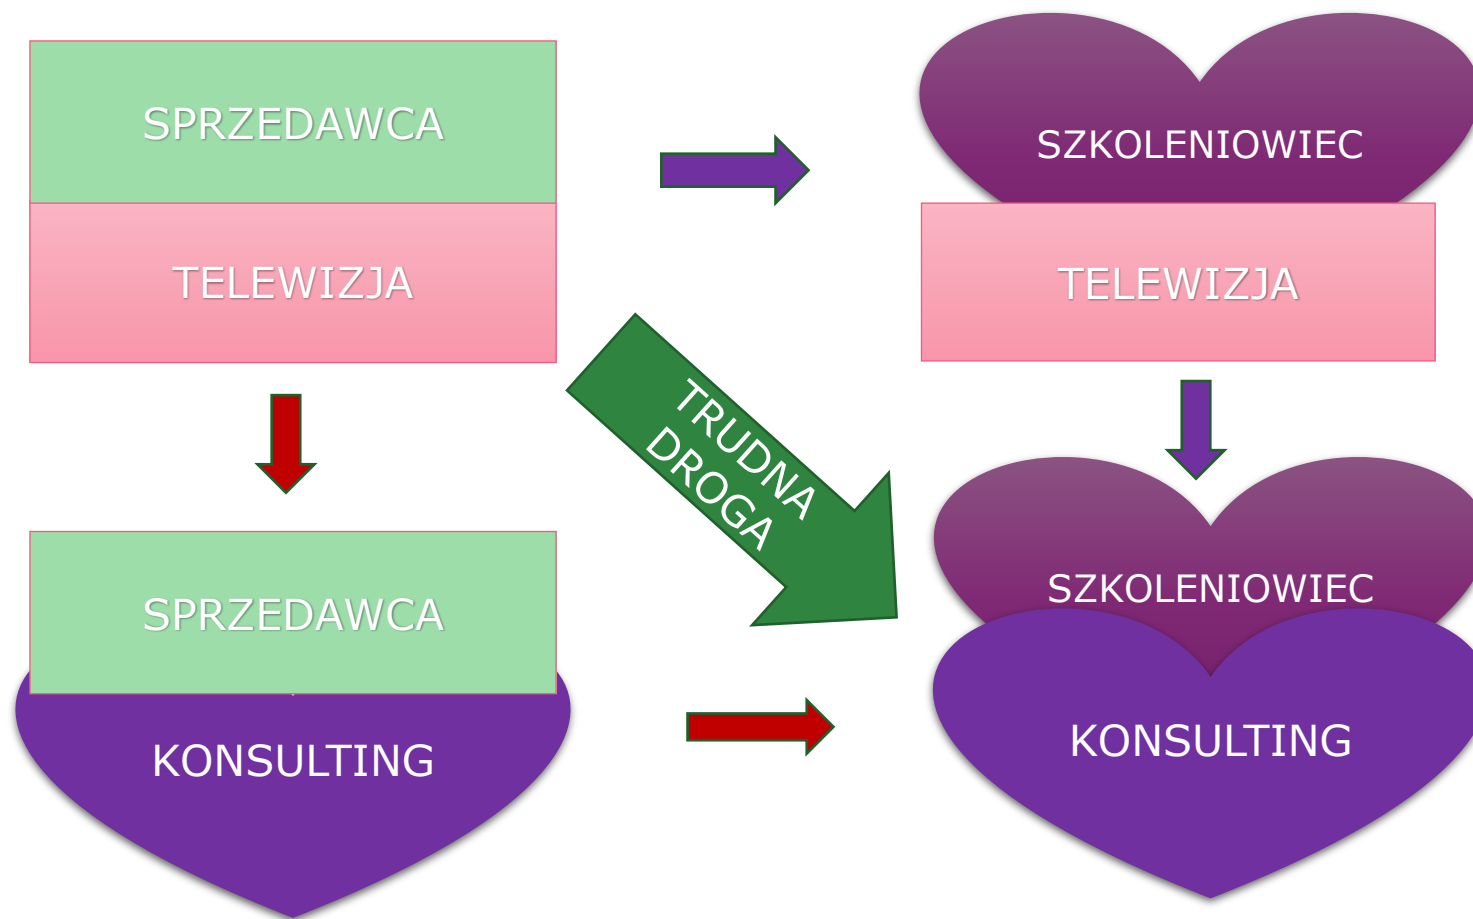 SPRZEDAWCA
TELEWIZJA
SZKOLENIOWIEC
TELEWIZJA
TRUDNA
DROGA
SPRZEDAWCA
KONSULTING
SZKOLENIOWIEC
KONSULTING